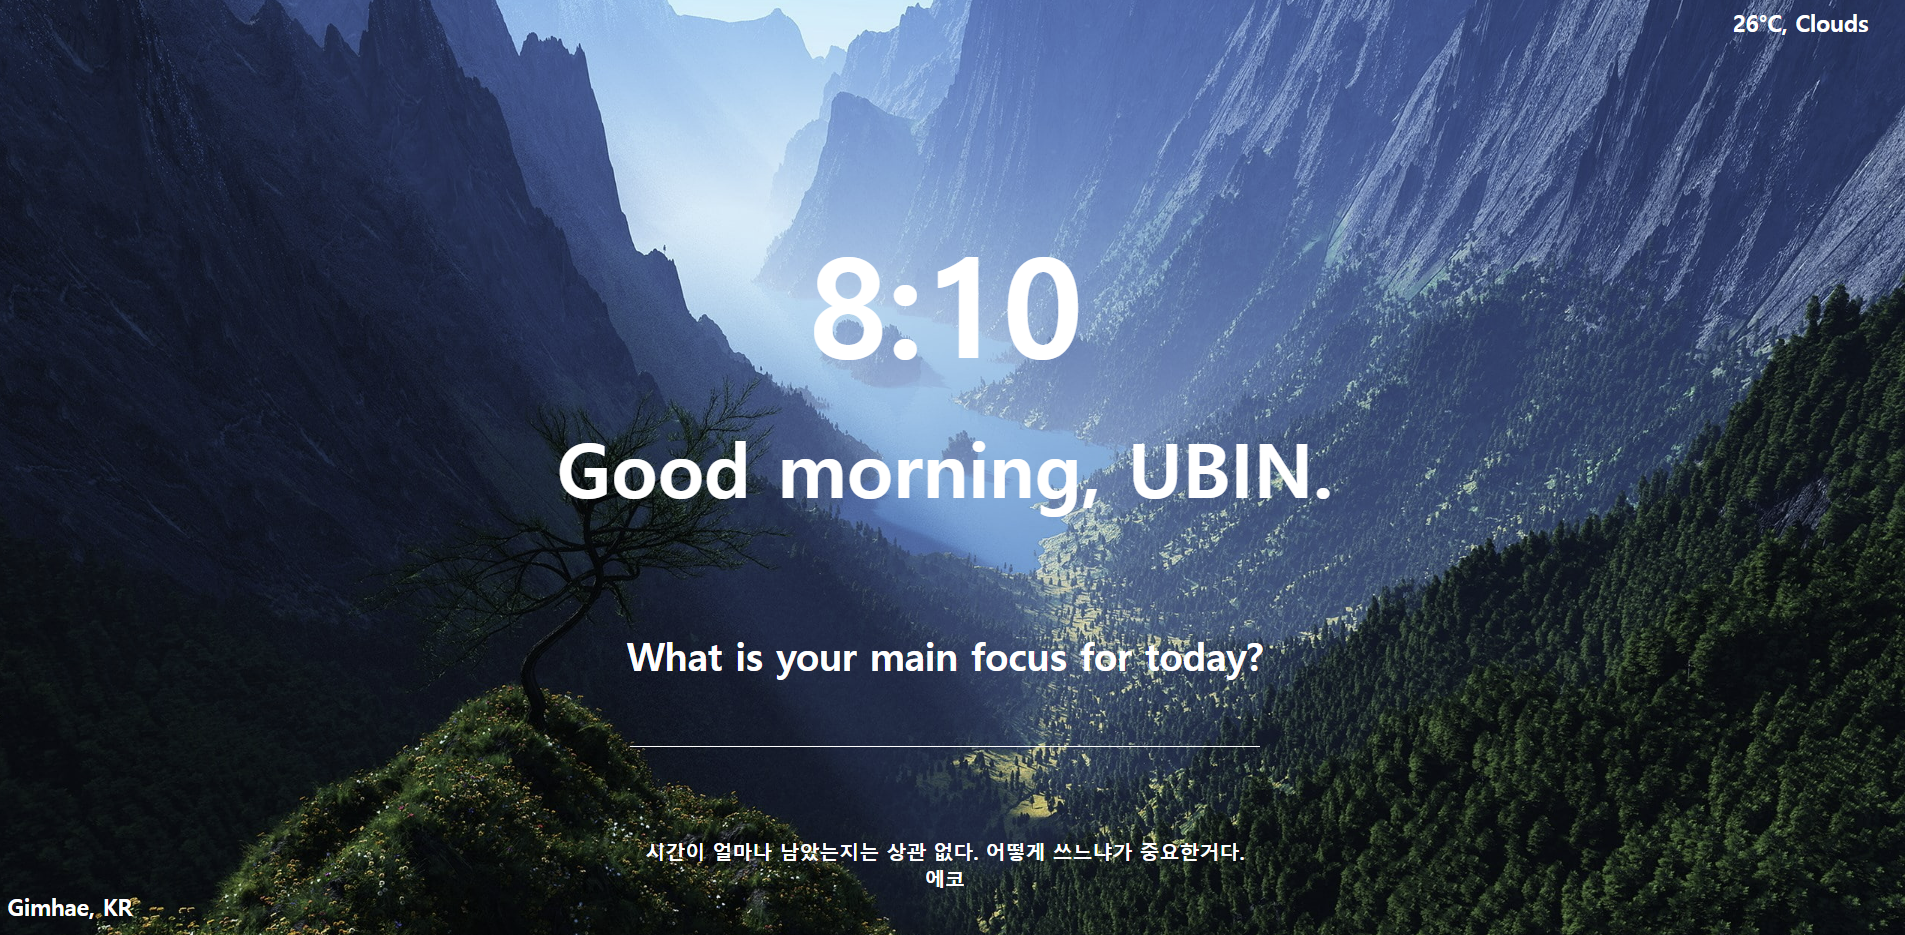 26°C, Clouds
8:10
Good morning, UBIN.
What is your main focus for today?
시간이 얼마나 남았는지는 상관 없다. 어떻게 쓰느냐가 중요한거다.
에코
Gimhae, KR